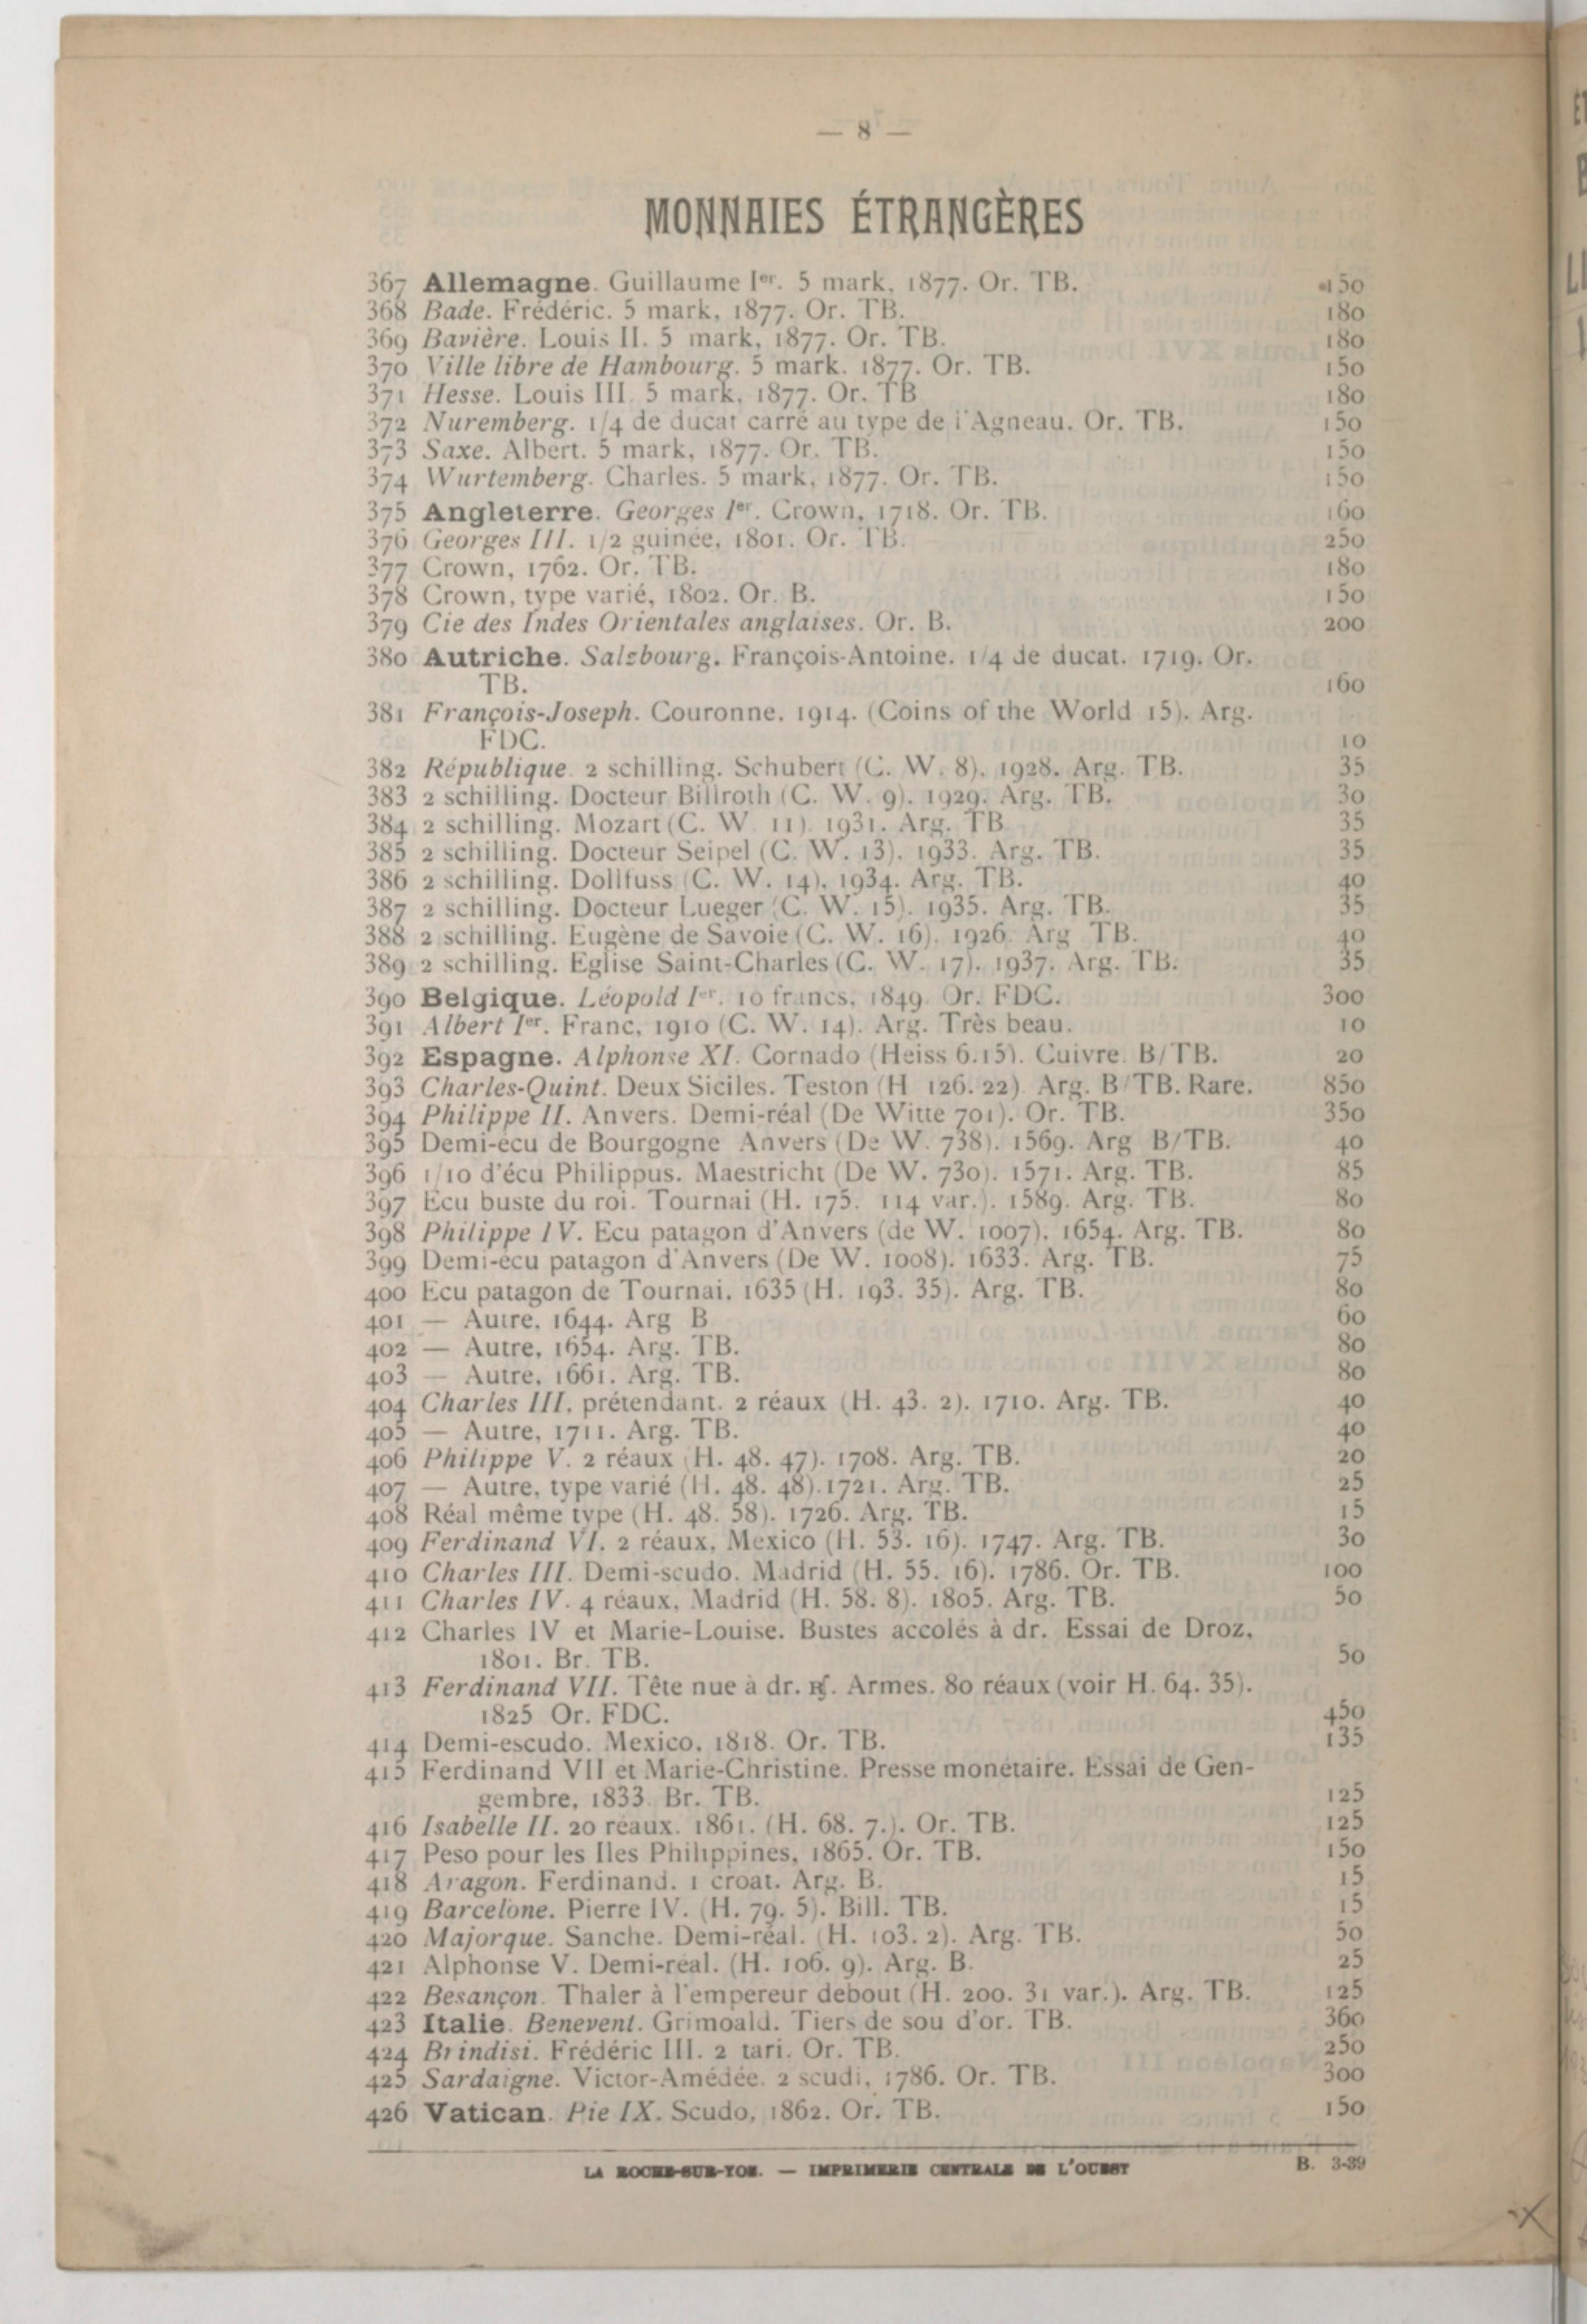 — 8 —
MONNAIES ÉTRANGÈRES
367 Allemagne. Guillaume Ier. 5 mark, 1877. Or. TB. 150
368 Bade. Frédéric. 5 mark, 1877. Or. TB. 180
369 Bavière. Louis II. 5 mark, 1877. Or. TB. 180
370 Ville libre de Hambourg. 5 mark. 1877. Or. TB. 150
371 Hesse. Louis III. 5 mark, 1877. Or. TB 180
372 Nuremberg. 1/4 de ducat carré au type de l'Agneau. Or. TB. 150
373 Saxe. Albert. 5 mark, 1877. Or. TB. 150
374 Wurtemberg. Charles. 5 mark, 1877. Or. TB. 150
375 Angleterre. Georges Ier. Crown, 1718. Or. TB. 160
376 Georges III. 1/2 guinée, 1801. Or. TB. 250
377 Crown, 1762. Or. TB. 180
378 Crown, type varié, 1802. Or. B. 150
379 Cie des Indes Orientales anglaises. Or. B. 200
380 Autriche. Salzbourg. François-Antoine. 1/4 de ducat. 1719. Or.
TB. 160
381 François-Joseph. Couronne. 1914. (Coins of the World 15). Arg.
FDC. 10
382 République. 2 schilling. Schubert (C. W. 8). 1928. Arg. TB. 35
383 2 schilling. Docteur Billroth (C. W. 9). 1929. Arg. TB. 30
384 2 schilling. Mozart (C. W. 11). 1931. Arg. TB 35
385 2 schilling. Docteur Seipel (C. W. 13). 1933. Arg. TB. 35
386 2 schilling. Dollfuss (C. W. 14). 1934. Arg. TB. 40
387 2 schilling. Docteur Lueger (C. W. 15). 1935. Arg. TB. 35
388 2 schilling. Eugène de Savoie (C. W. 16). 1926. Arg TB. 40
389 2 schilling. Eglise Saint-Charles (C. W. 17). 1937. Arg. TB. 35
390 Belgique. Léopold Ier. 10 francs, 1849. Or. FDC. 300
391 Albert Ier. Franc, 1910 (C. W. 14). Arg. Très beau. 10
392 Espagne. Alphonse XI. Cornado (Heiss 6.15). Cuivre. B/TB. 20
393 Charles-Quint. Deux Siciles. Teston (H 126. 22). Arg. B/TB. Rare. 850
394 Philippe II. Anvers. Demi-réal (De Witte 701). Or. TB. 350
395 Demi-écu de Bourgogne Anvers (De W. 738). 1569. Arg B/TB. 40
396 1/10 d'écu Philippus. Maestricht (De W. 730). 1571. Arg. TB. 85
397 Ecu buste du roi. Tournai (H. 175. 114 var.). 1589. Arg. TB. 80
398 Philippe IV. Ecu patagon d'Anvers (de W. 1007). 1654. Arg. TB. 80
399 Demi-écu patagon d'Anvers (De W. 1008). 1633. Arg. TB. 75
400 Ecu patagon de Tournai, 1635 (H. 193. 35). Arg. TB. 80
401 — Autre, 1644. Arg B 60
402 — Autre, 1654. Arg. TB. 80
403 — Autre, 1661. Arg. TB. 80
404 Charles III, prétendant. 2 réaux (H. 43. 2). 1710. Arg. TB. 40
405 — Autre, 1711. Arg. TB. 40
406 Philippe V. 2 réaux (H. 48. 47). 1708. Arg. TB. 20
407 — Autre, type varié (H. 48. 48). 1721. Arg. TB. 25
408 Réal même type (H. 48. 58). 1726. Arg. TB. 15
409 Ferdinand VI. 2 réaux, Mexico (H. 53. 16). 1747. Arg. TB. 30
410 Charles III. Demi-scudo. Madrid (H. 55. 16). 1786. Or. TB. 100
411 Charles IV. 4 réaux, Madrid (H. 58. 8). 1805. Arg. TB. 50
412 Charles IV et Marie-Louise. Bustes accolés à dr. Essai de Droz,
1801. Br. TB. 50
413 Ferdinand VII. Tête nue à dr. ℟. Armes. 80 réaux (voir H. 64. 35).
1825 Or. FDC. 450
414 Demi-escudo. Mexico, 1818. Or. TB. 135
415 Ferdinand VII et Marie-Christine. Presse monétaire. Essai de Gen-
gembre, 1833. Br. TB. 125
416 Isabelle II. 20 réaux. 1861. (H. 68. 7.). Or. TB. 125
417 Peso pour les Iles Philippines, 1865. Or. TB. 150
418 Aragon. Ferdinand. 1 croat. Arg. B. 15
419 Barcelone. Pierre IV. (H. 79. 5). Bill. TB. 15
420 Majorque. Sanche. Demi-réal. (H. 103. 2). Arg. TB. 50
421 Alphonse V. Demi-réal. (H. 106. 9). Arg. B. 25
422 Besançon. Thaler à l'empereur debout (H. 200. 31 var.). Arg. TB. 125
423 Italie. Benevent. Grimoald. Tiers de sou d'or. TB. 360
424 Brindisi. Frédéric III. 2 tari. Or. TB. 250
425 Sardaigne. Victor-Amédée. 2 scudi, 1786. Or. TB. 300
426 Vatican. Pie IX. Scudo, 1862. Or. TB. 150
LA ROCHE-SUR-YON. — IMPRIMERIE CENTRALE DE L'OUEST B. 3-39